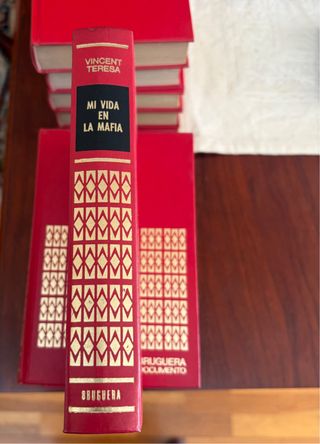 VINCENT
TERESA
MI VIDA
EN
LA MAFIA
BRUGUERA
BRUGUERA
DOCUMENTO